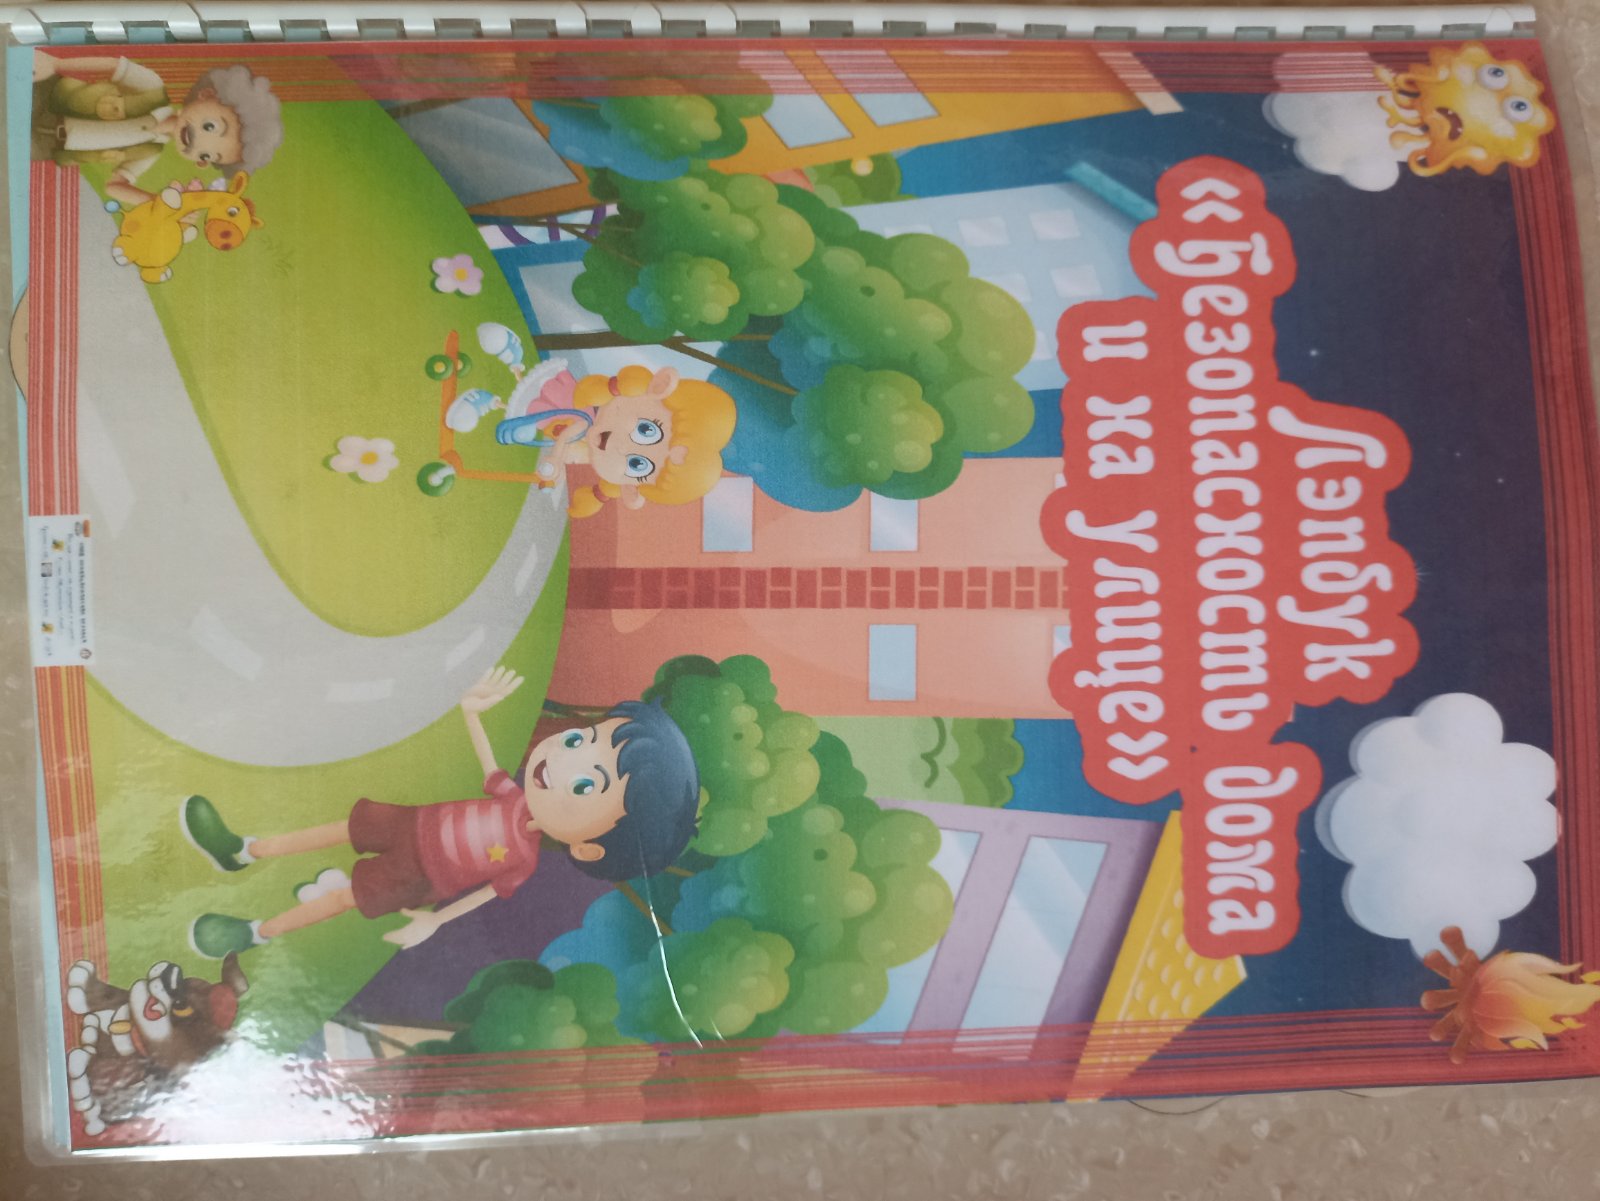 Лэпбук
«Безопасность дома
и на улице»